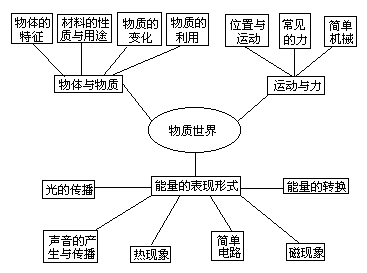 物体的
特征
材料的性
质与用途
物质的
变化
物质的
利用
位置与
运动
常见
的力
简单
机械
物体与物质
运动与力
物质世界
光的传播
能量的表现形式
能量的转换
声音的产
生与传播
热现象
简单
电路
磁现象